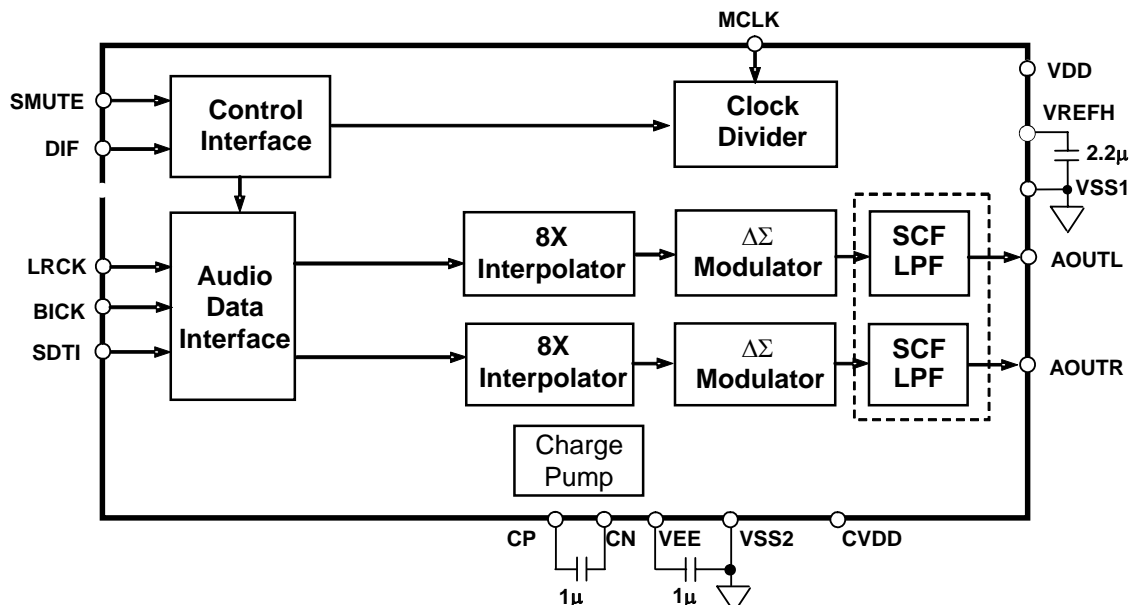 MCLK
SMUTE
DIF
Control
Interface
Clock
Divider
VDD
VREFH
2.2μ
VSS1
LRCK
BICK
SDTI
Audio
Data
Interface
8X
Interpolator
ΔΣ
Modulator
SCF
LPF
AOUTL
8X
Interpolator
ΔΣ
Modulator
SCF
LPF
AOUTR
Charge
Pump
CP
CN
VEE
VSS2
CVDD
1μ
1μ